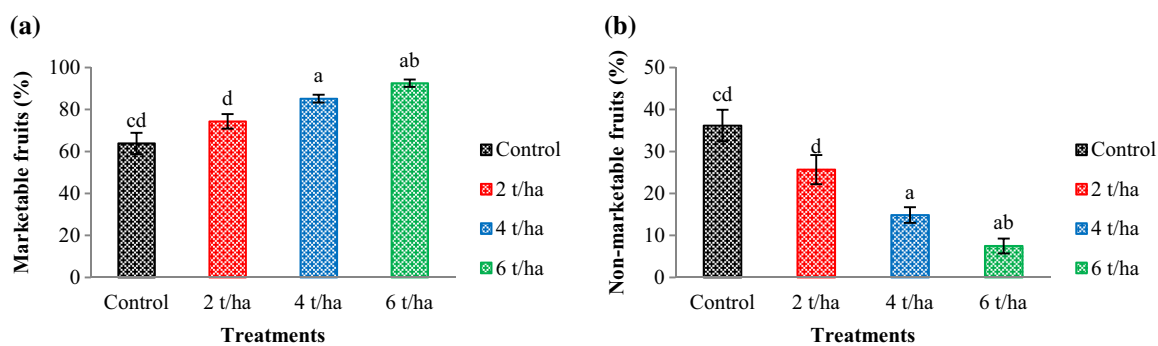 (a)
Marketable fruits (%)
100
80
60
40
20
0
cd
d
a
ab
Control
2 t/ha
4 t/ha
6 t/ha
Treatments
Control
2 t/ha
4 t/ha
6 t/ha
(b)
Non-marketable fruits (%)
50
40
30
20
10
0
cd
d
a
ab
Control
2 t/ha
4 t/ha
6 t/ha
Treatments
Control
2 t/ha
4 t/ha
6 t/ha